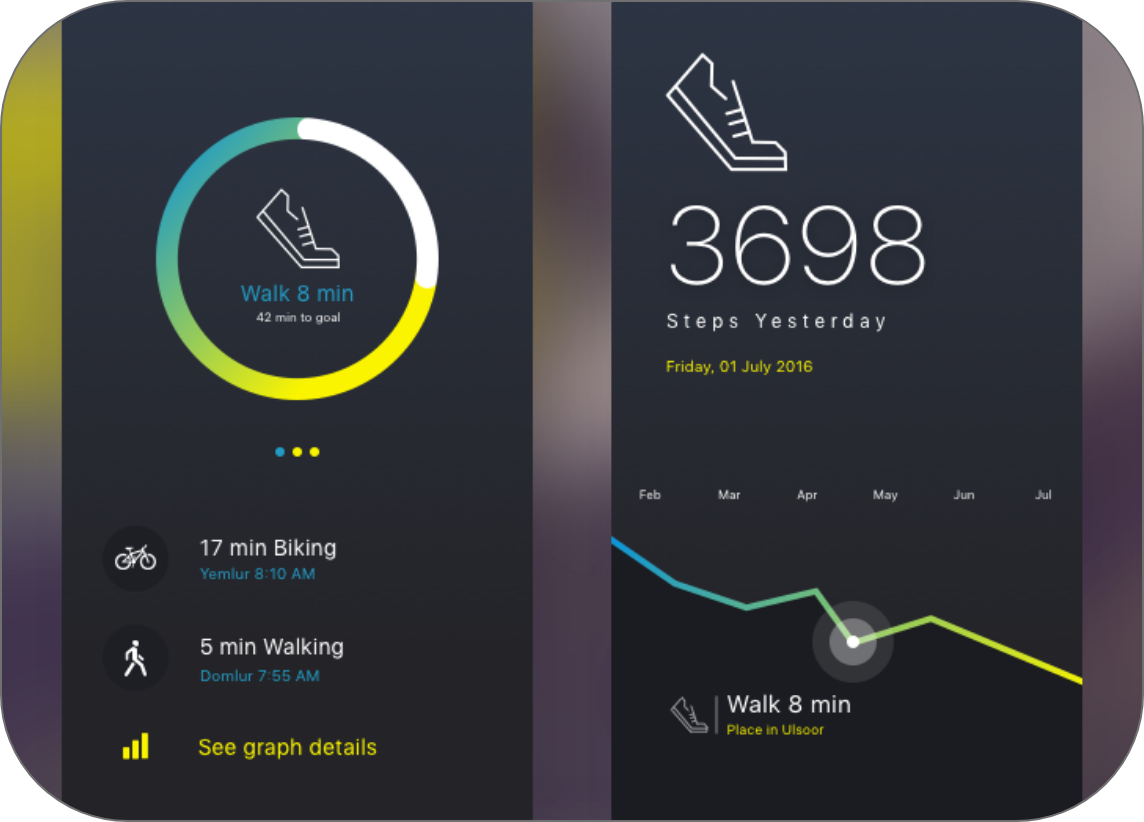 Walk 8 min
42 min to goal
17 min Biking
Yemlur 8:10 AM
5 min Walking
Domlur 7:55 AM
See graph details
3698
Steps Yesterday
Friday, 01 July 2016
Feb Mar Apr May Jun Jul
Walk 8 min
Place in Ulsoor